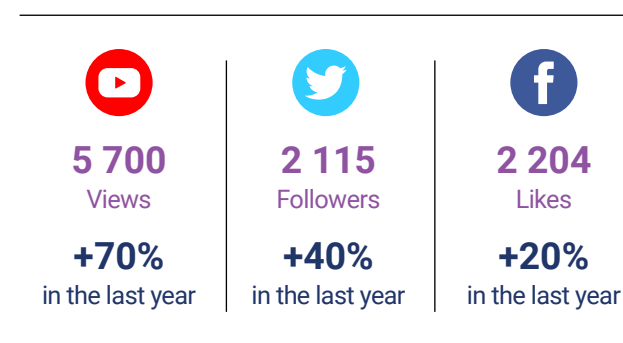 5 700
Views
+70%
in the last year
2 115
Followers
+40%
in the last year
2 204
Likes
+20%
in the last year